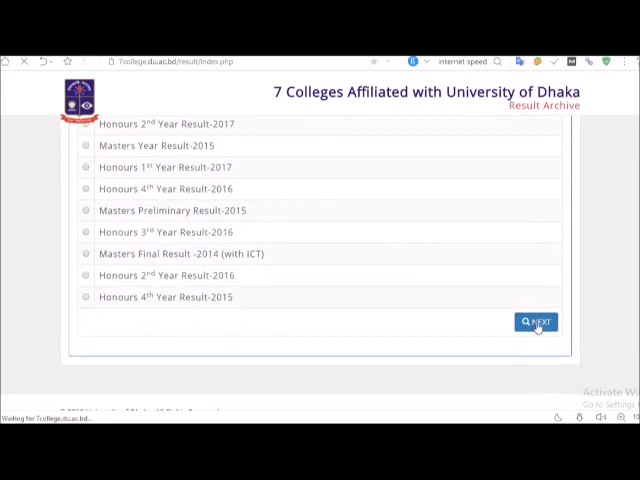 7college.du.ac.bd/result/index.php
internet speed
7 Colleges Affiliated with University of Dhaka
Result Archive
Honours 2nd Year Result-2017
Masters Year Result-2015
Honours 1st Year Result-2017
Honours 4th Year Result-2016
Masters Preliminary Result-2015
Honours 3rd Year Result-2016
Masters Final Result -2014 (with ICT)
Honours 2nd Year Result-2016
Honours 4th Year Result-2015
NEXT
Activate Wi
Go to Settings
Waiting for 7college.du.ac.bd...
10